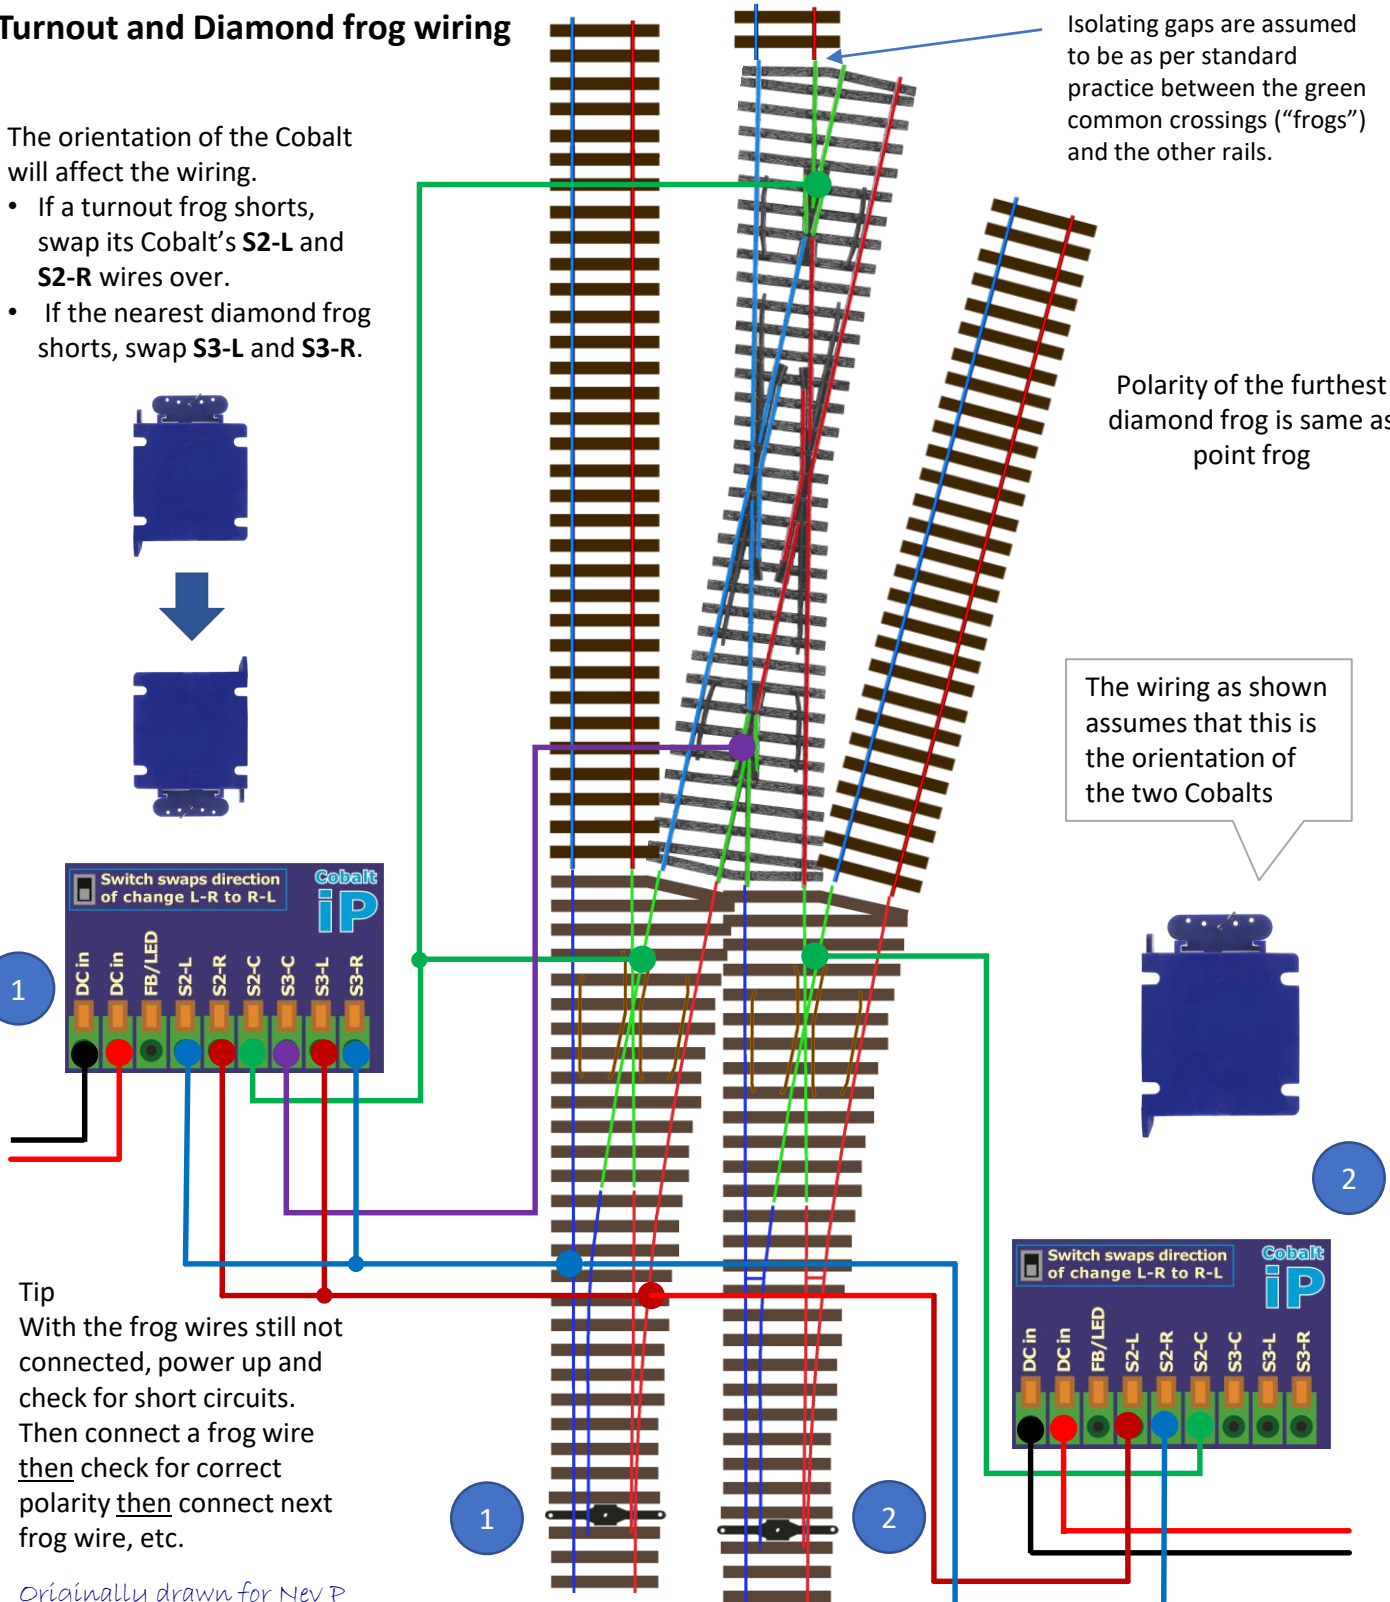 Turnout and Diamond frog wiring
Isolating gaps are assumed
to be as per standard
practice between the green
common crossings (“frogs”)
and the other rails.
The orientation of the Cobalt
will affect the wiring.
• If a turnout frog shorts,
swap its Cobalt’s S2-L and
S2-R wires over.
• If the nearest diamond frog
shorts, swap S3-L and S3-R.
Polarity of the furthest
diamond frog is same as
point frog
The wiring as shown
assumes that this is
the orientation of
the two Cobalts
Switch swaps direction
of change L-R to R-L
Cobalt
iP
DC in
DC in
FB/LED
S2-L
S2-R
S2-C
S3-C
S3-L
S3-R
1
2
Switch swaps direction
of change L-R to R-L
Cobalt
iP
DC in
DC in
FB/LED
S2-L
S2-R
S2-C
S3-C
S3-L
S3-R
Tip
With the frog wires still not
connected, power up and
check for short circuits.
Then connect a frog wire
then check for correct
polarity then connect next
frog wire, etc.
1
2
Originally drawn for Nev P